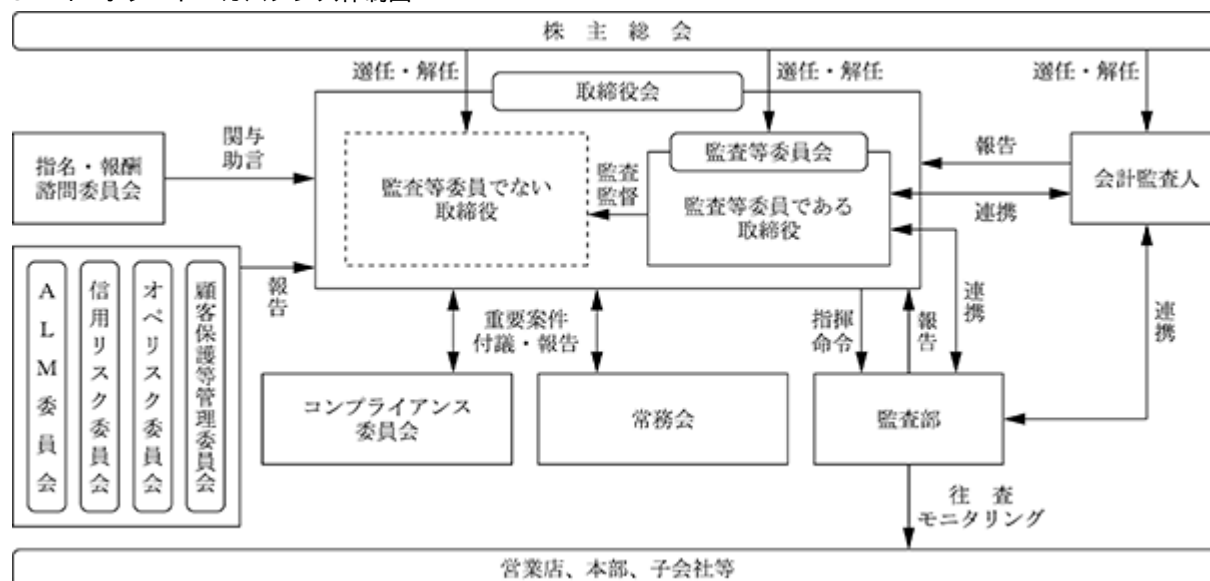 株主総会
選任・解任
選任・解任
選任・解任
取締役会
指名・報酬
諮問委員会
関与
助言
監査等委員でない
取締役
監査
監督
監査等委員会
監査等委員である
取締役
報告
連携
会計監査人
ALM委員会
信用リスク委員会
オペリスク委員会
顧客保護等管理委員会
報告
重要案件
付議・報告
指揮
命令
報告
連携
連携
コンプライアンス
委員会
常務会
監査部
往査
モニタリング
営業店、本部、子会社等